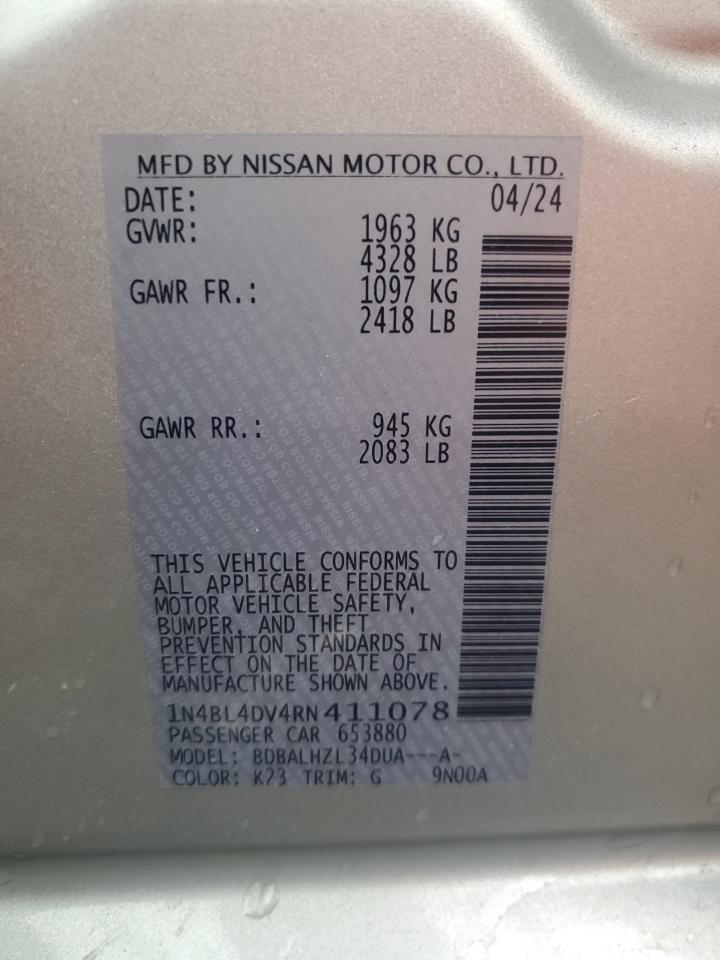 MFD BY NISSAN MOTOR CO., LTD.
DATE: 04/24
GVWR: 1963 KG
4328 LB
GAWR FR.: 1097 KG
2418 LB
GAWR RR.: 945 KG
2083 LB
THIS VEHICLE CONFORMS TO
ALL APPLICABLE FEDERAL
MOTOR VEHICLE SAFETY,
BUMPER, AND THEFT
PREVENTION STANDARDS IN
EFFECT ON THE DATE OF
MANUFACTURE SHOWN ABOVE.
1N4BL4DV4RN411078
PASSENGER CAR 653880
MODEL: BDBALHZL34DUA---A-
COLOR: K23 TRIM: G 9N00A